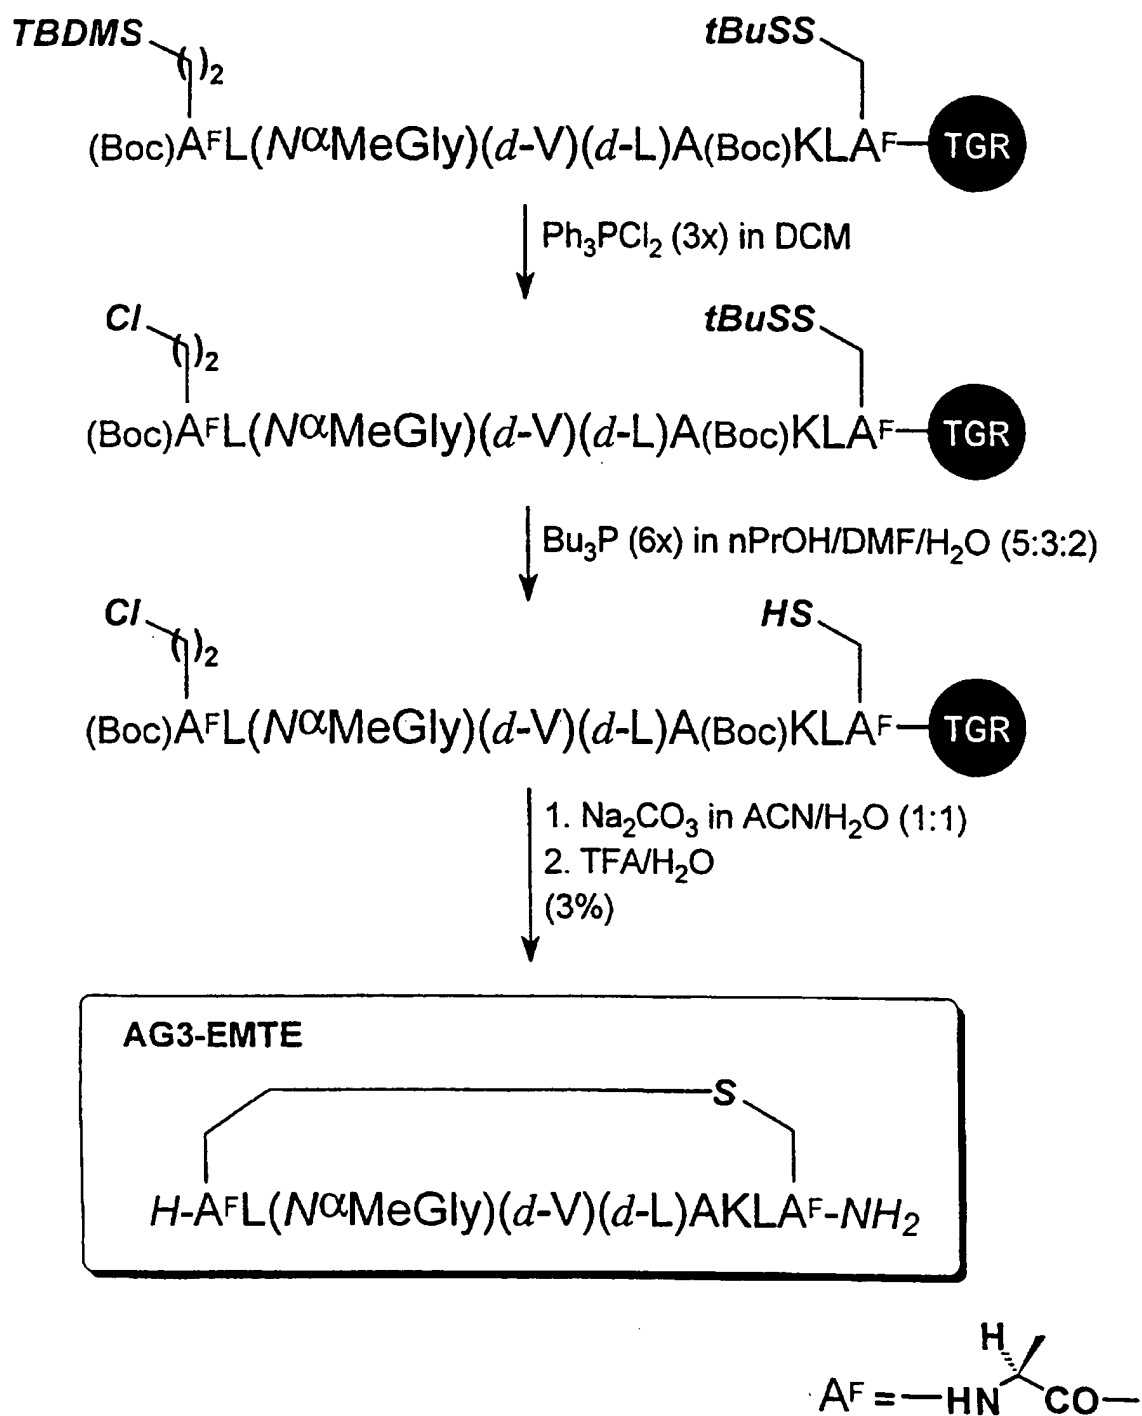 TBDMS tBuSS
( )2
(Boc)AFL(NαMeGly)(d-V)(d-L)A(Boc)KLAF TGR
Ph3PCl2 (3x) in DCM
Cl tBuSS
( )2
(Boc)AFL(NαMeGly)(d-V)(d-L)A(Boc)KLAF TGR
Bu3P (6x) in nPrOH/DMF/H2O (5:3:2)
Cl HS
( )2
(Boc)AFL(NαMeGly)(d-V)(d-L)A(Boc)KLAF TGR
1. Na2CO3 in ACN/H2O (1:1)
2. TFA/H2O
(3%)
AG3-EMTE
S
H-AFL(NαMeGly)(d-V)(d-L)AKLAF-NH2
H
AF = —HN CO—